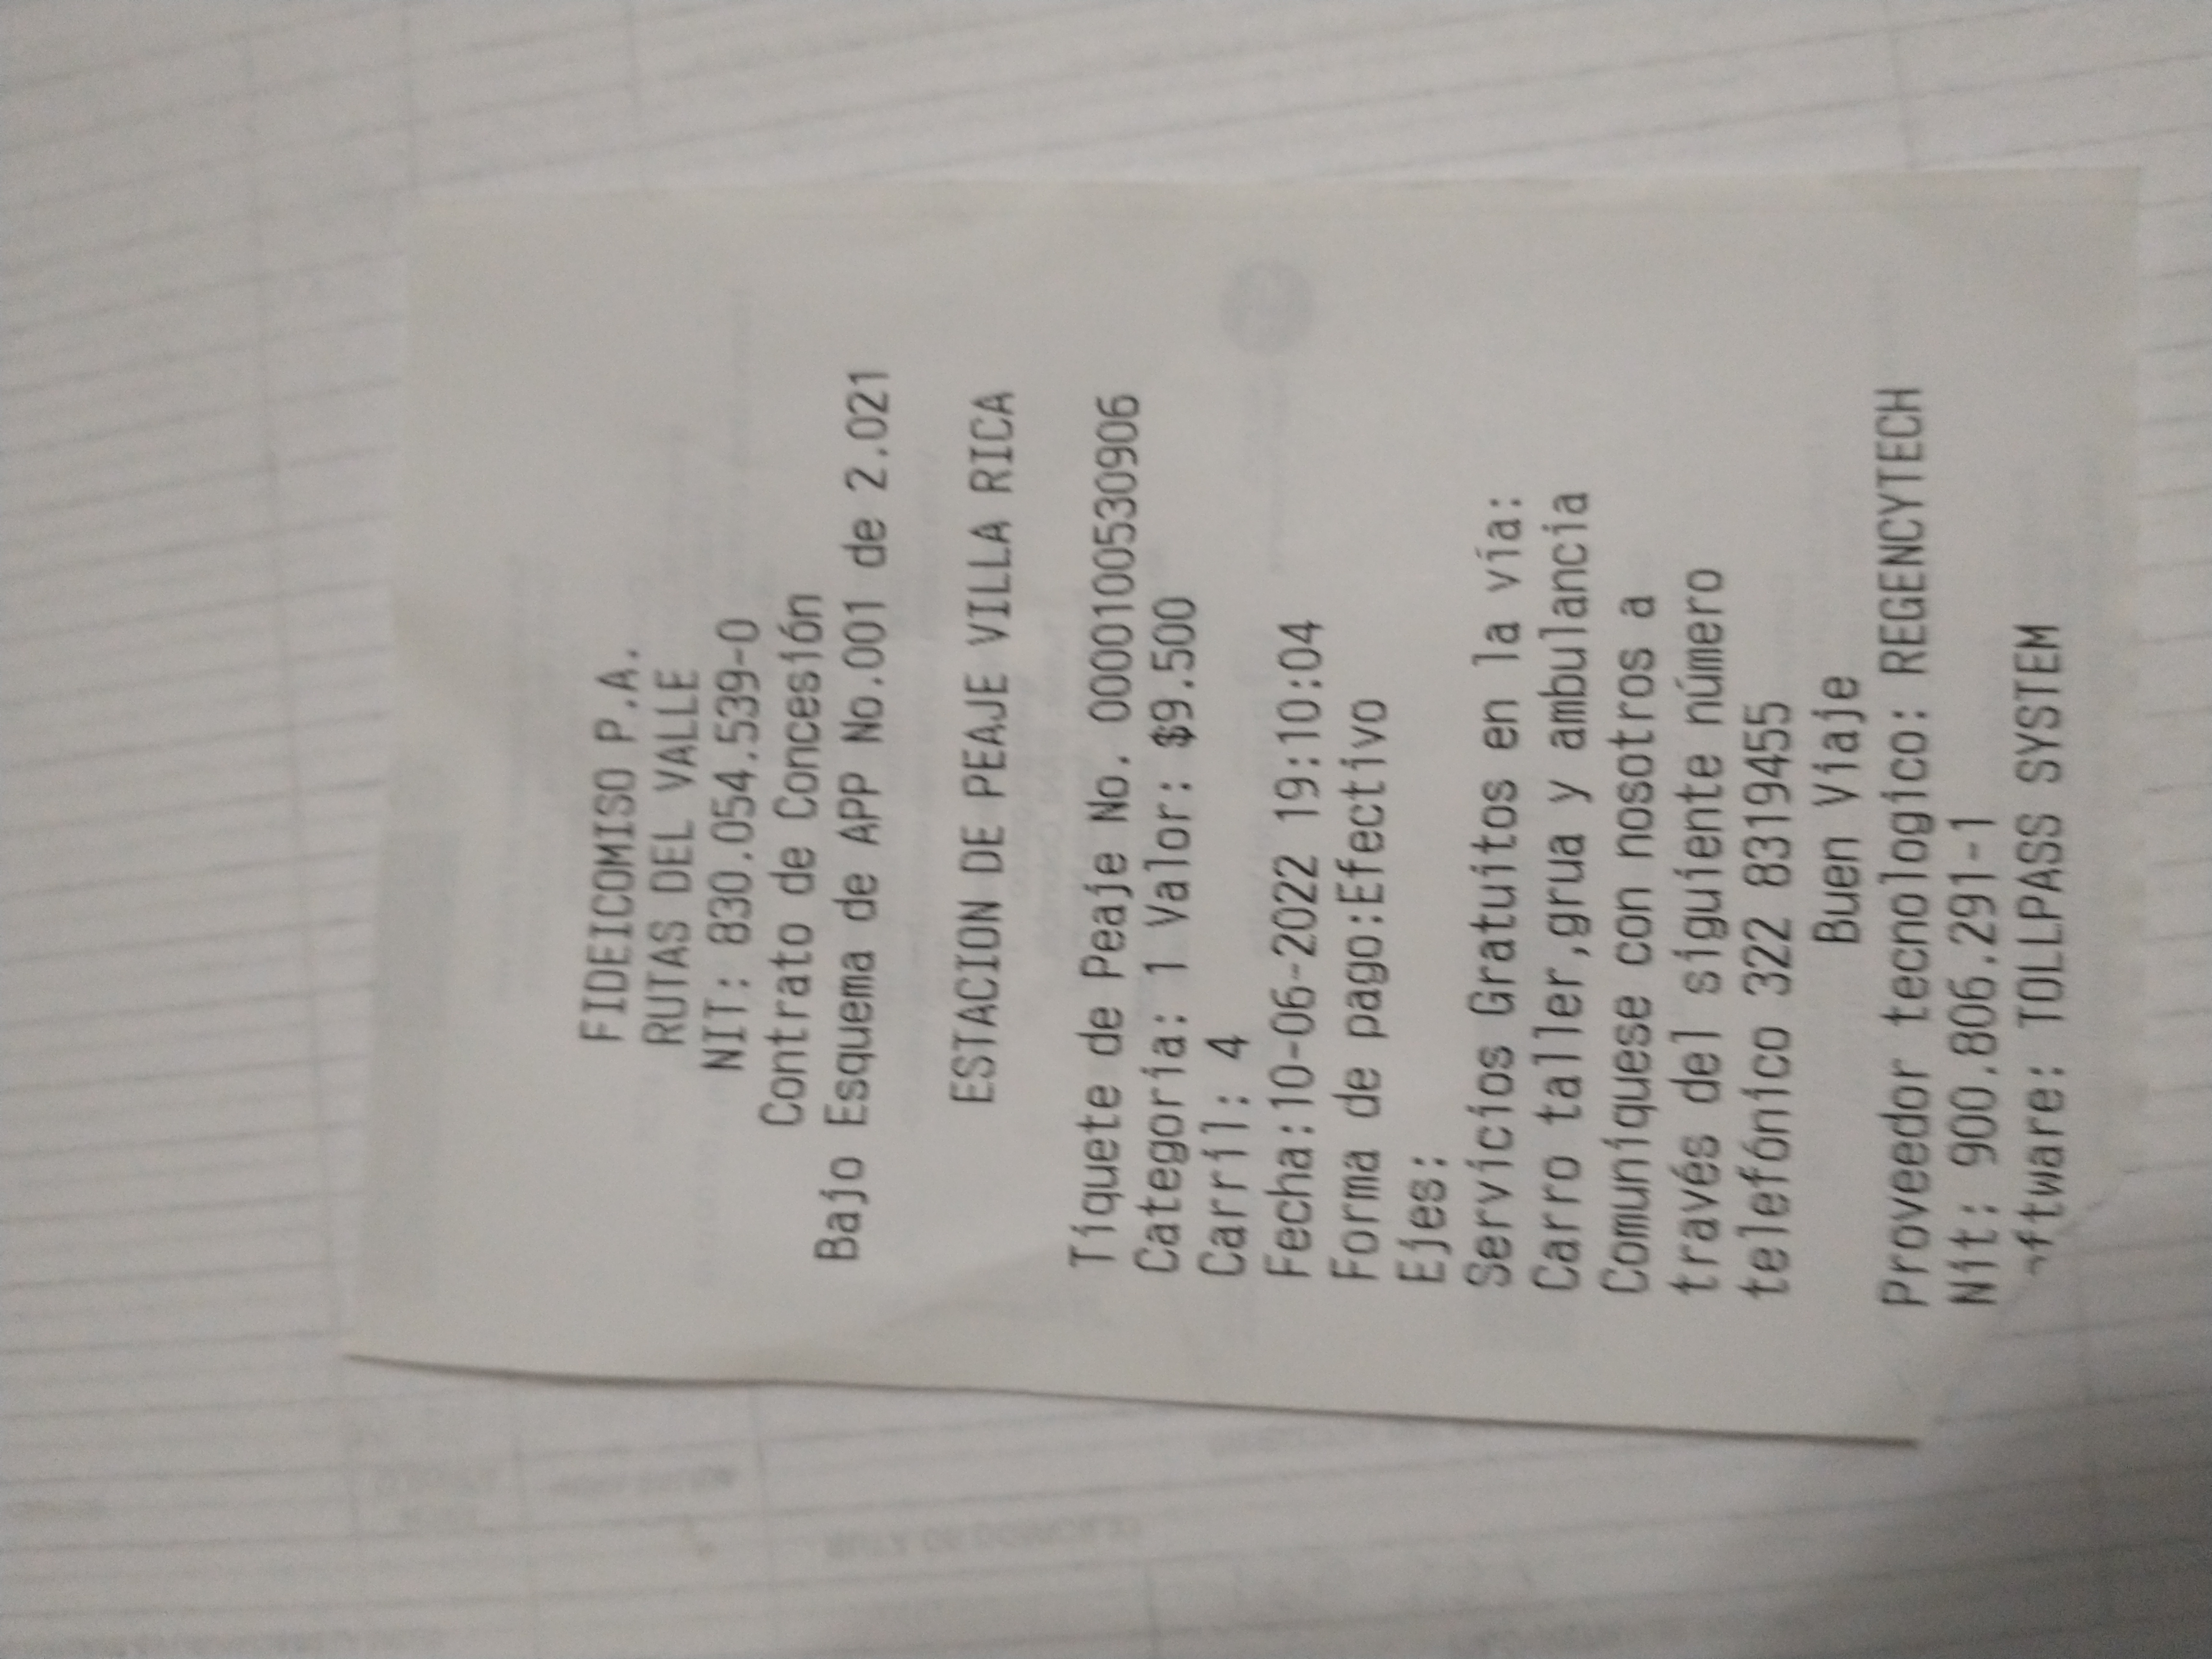 FIDEICOMISO P.A.
RUTAS DEL VALLE
NIT: 830.054.539-0
Contrato de Concesión
Bajo Esquema de APP No.001 de 2.021
ESTACION DE PEAJE VILLA RICA
Tiquete de Peaje No. 0000100530906
Categoría: 1 Valor: $9.500
Carril: 4
Fecha:10-06-2022 19:10:04
Forma de pago:Efectivo
Ejes:
Servicios Gratuitos en la vía:
Carro taller,grua y ambulancia
Comuníquese con nosotros a
través del siguiente número
telefónico 322 8319455
Buen Viaje
Proveedor tecnologico: REGENCYTECH
Nit: 900.806.291-1
ftware: TOLLPASS SYSTEM